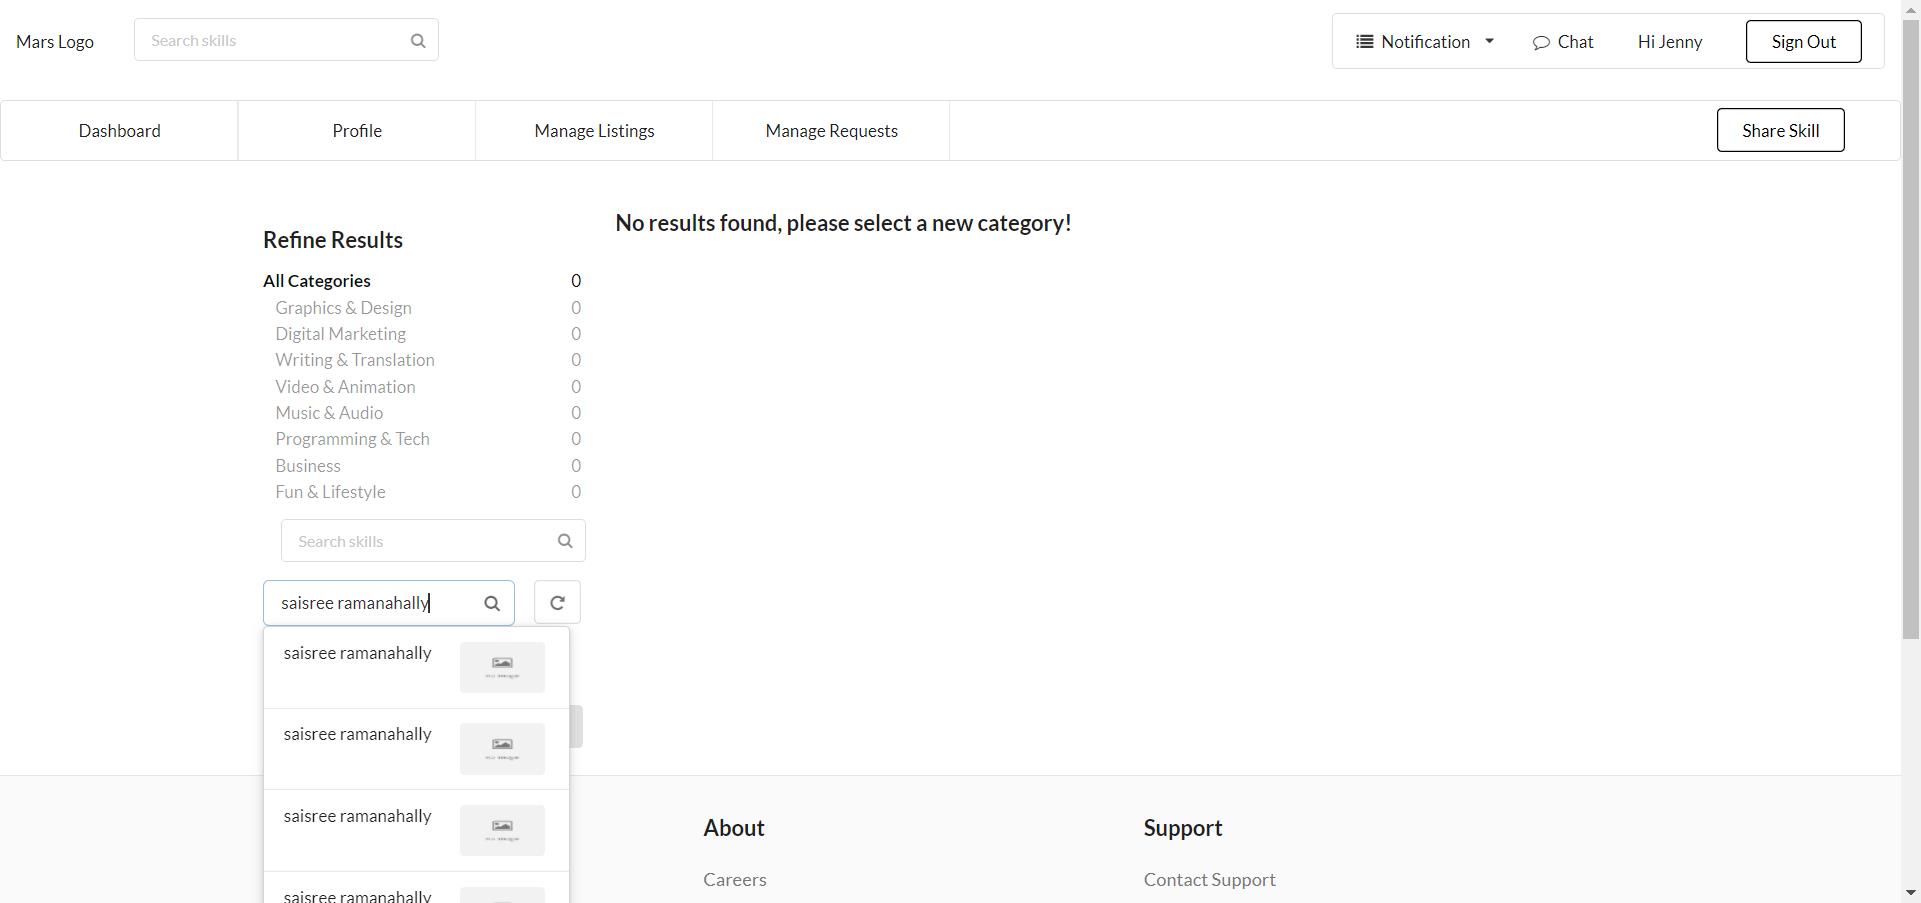 Mars Logo
Search skills
Notification
Chat
Hi Jenny
Sign Out
Dashboard
Profile
Manage Listings
Manage Requests
Share Skill
No results found, please select a new category!
Refine Results
All Categories 0
Graphics & Design 0
Digital Marketing 0
Writing & Translation 0
Video & Animation 0
Music & Audio 0
Programming & Tech 0
Business 0
Fun & Lifestyle 0
Search skills
saisree ramanahally
saisree ramanahally
saisree ramanahally
saisree ramanahally
saisree ramanahally
About
Careers
Support
Contact Support